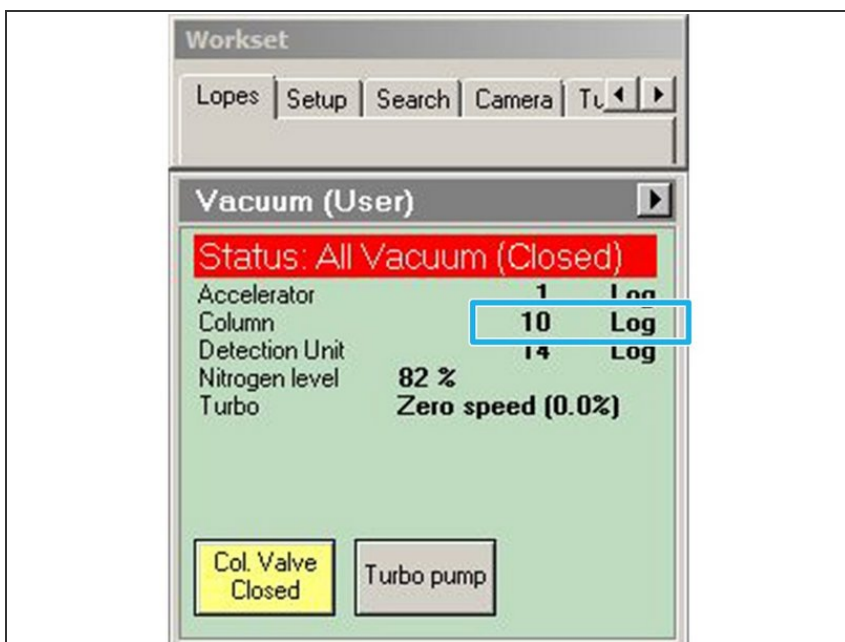 Workset
Lopes Setup Search Camera Tu
Vacuum (User)
Status: All Vacuum (Closed)
Accelerator 1 Log
Column 10 Log
Detection Unit 14 Log
Nitrogen level 82 %
Turbo Zero speed (0.0%)
Col. Valve Turbo pump
Closed